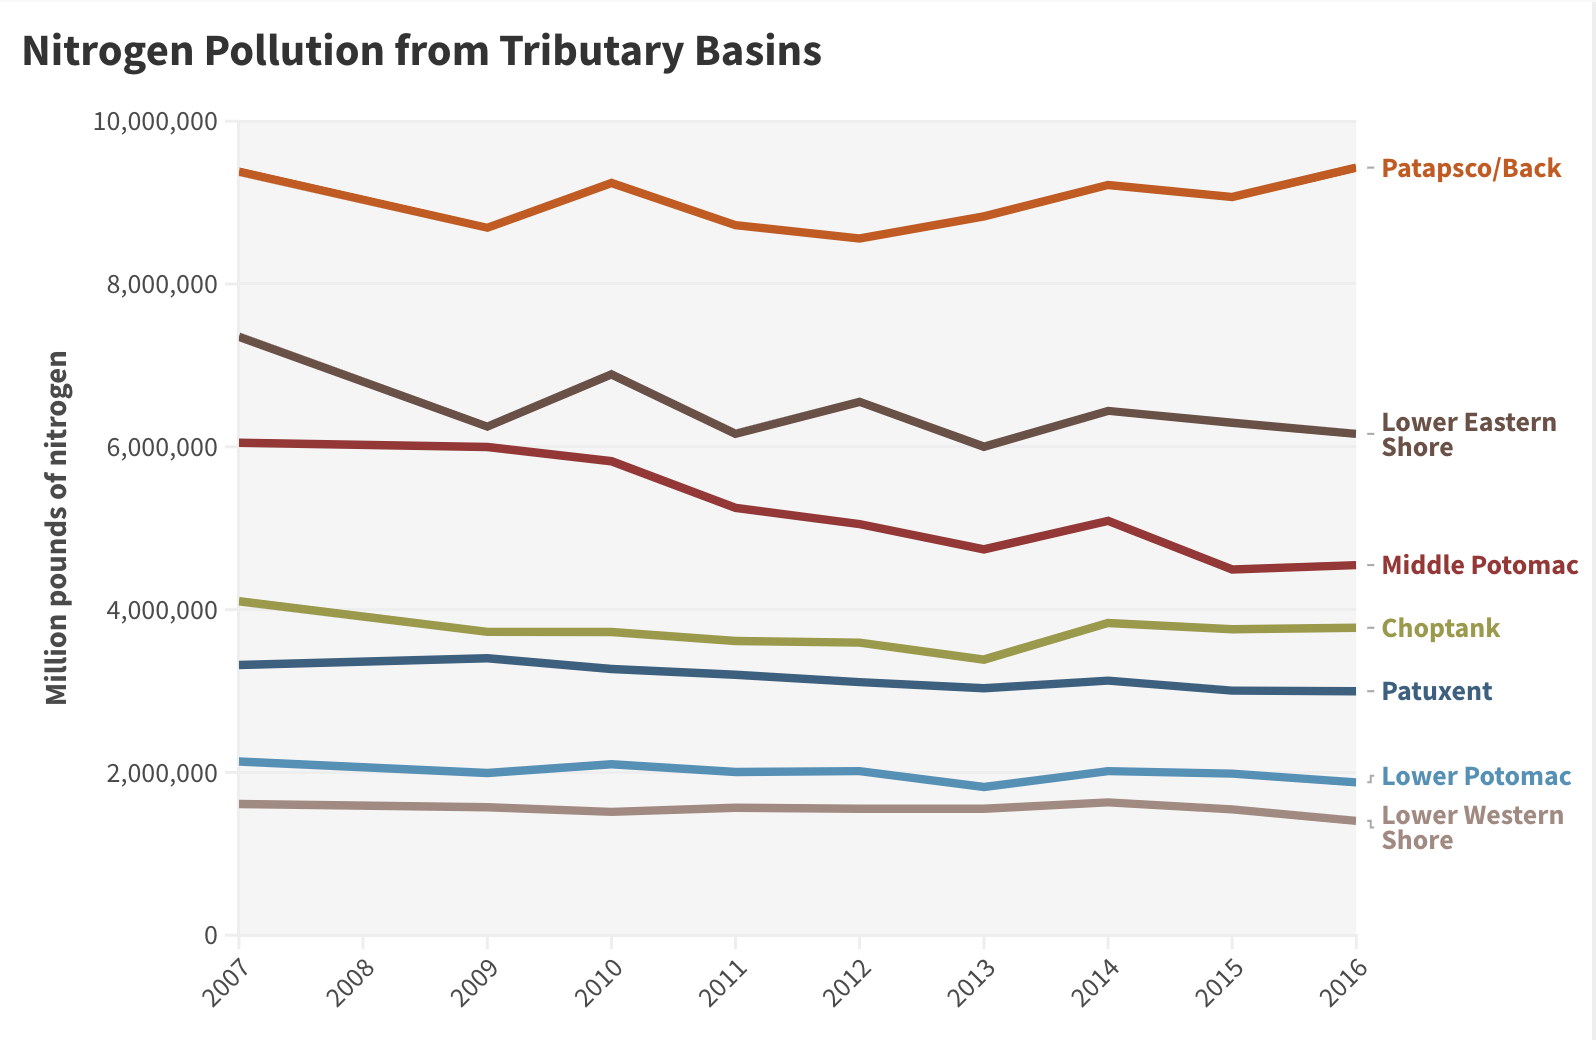 Nitrogen Pollution from Tributary Basins
10,000,000
8,000,000
6,000,000
4,000,000
2,000,000
0
Million pounds of nitrogen
Patapsco/Back
Lower Eastern
Shore
Middle Potomac
Choptank
Patuxent
Lower Potomac
Lower Western
Shore
2007
2008
2009
2010
2011
2012
2013
2014
2015
2016